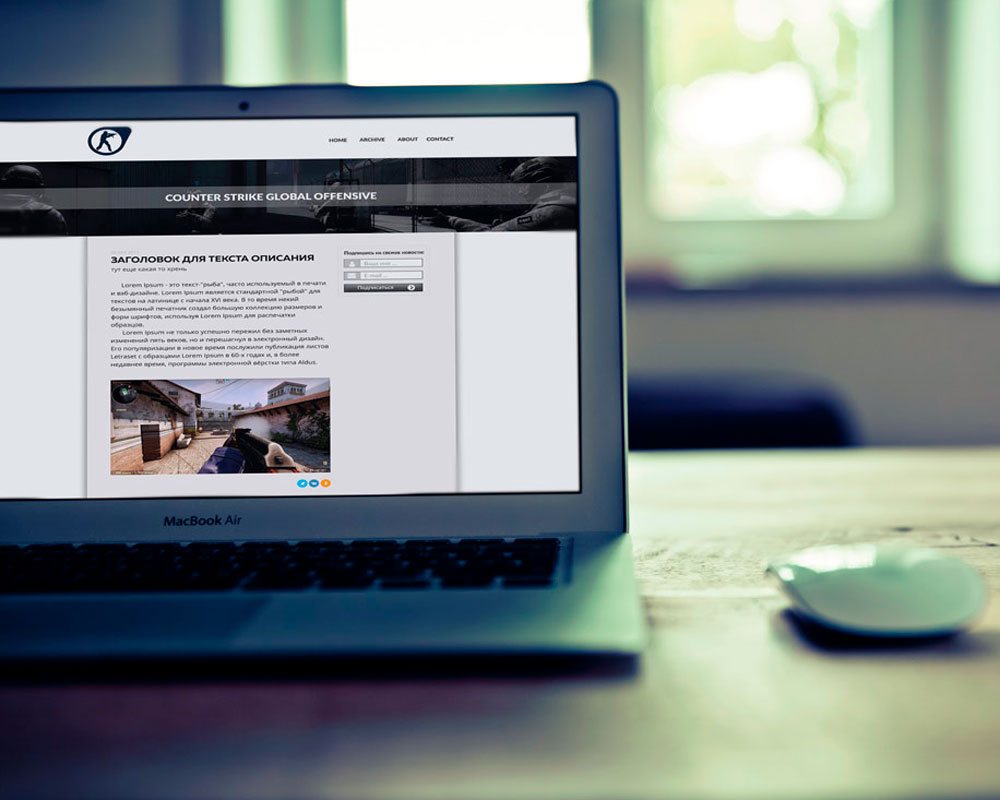 HOME ARCHIVE ABOUT CONTACT
COUNTER STRIKE GLOBAL OFFENSIVE
ЗАГОЛОВОК ДЛЯ ТЕКСТА ОПИСАНИЯ
тут еще какая то хрень
Lorem Ipsum - это текст-"рыба", часто используемый в печати
и вэб-дизайне. Lorem Ipsum является стандартной "рыбой" для
текстов на латинице с начала XVI века. В то время некий
безымянный печатник создал большую коллекцию размеров и
форм шрифтов, используя Lorem Ipsum для распечатки
образцов.
Lorem Ipsum не только успешно пережил без заметных
изменений пять веков, но и перешагнул в электронный дизайн.
Его популяризации в новое время послужили публикация листов
Letraset с образцами Lorem Ipsum в 60-х годах и, в более
недавнее время, программы электронной вёрстки типа Aldus.
Подпишись на свежие новости:
Ваше имя ...
E-mail ...
Подписаться
MacBook Air